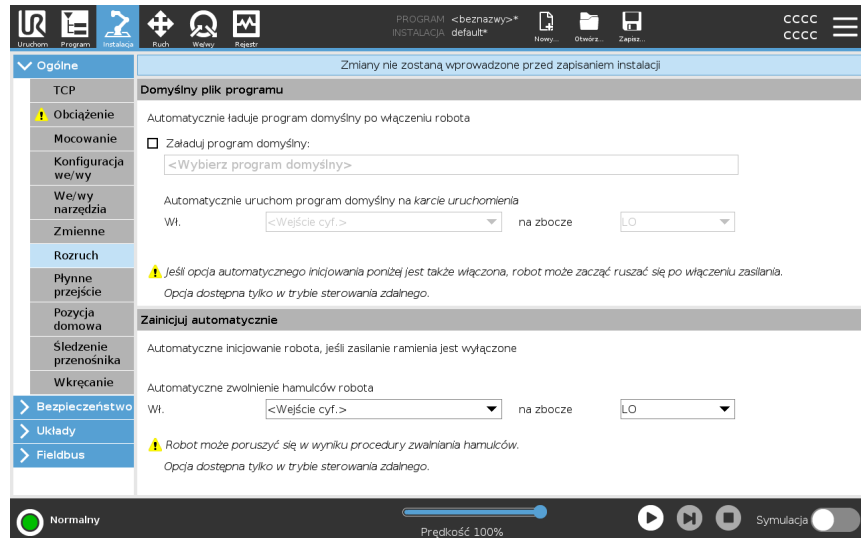 PROGRAM <beznazwy>*
INSTALACJA default*
cccc
cccc
Uruchom Program Instalacja Ruch We/wy Rejestr Nowy... Otwórz... Zapisz...
Ogólne
TCP
Obciążenie
Mocowanie
Konfiguracja
we/wy
We/wy
narzędzia
Zmienne
Rozruch
Płynne
przejście
Pozycja
domowa
Śledzenie
przenośnika
Wkręcanie
Bezpieczeństwo
Układy
Fieldbus
Zmiany nie zostaną wprowadzone przed zapisaniem instalacji
Domyślny plik programu
Automatycznie ładuje program domyślny po włączeniu robota
Załaduj program domyślny:
<Wybierz program domyślny>
Automatycznie uruchom program domyślny na karcie uruchomienia
Wł. <Wejście cyf.> na zbocze LO
Jeśli opcja automatycznego inicjowania poniżej jest także włączona, robot może zacząć ruszać się po włączeniu zasilania.
Opcja dostępna tylko w trybie sterowania zdalnego.
Zainicjuj automatycznie
Automatyczne inicjowanie robota, jeśli zasilanie ramienia jest wyłączone
Automatyczne zwolnienie hamulców robota
Wł. <Wejście cyf.> na zbocze LO
Robot może poruszyć się w wyniku procedury zwalniania hamulców.
Opcja dostępna tylko w trybie sterowania zdalnego.
Normalny
Prędkość 100%
Symulacja